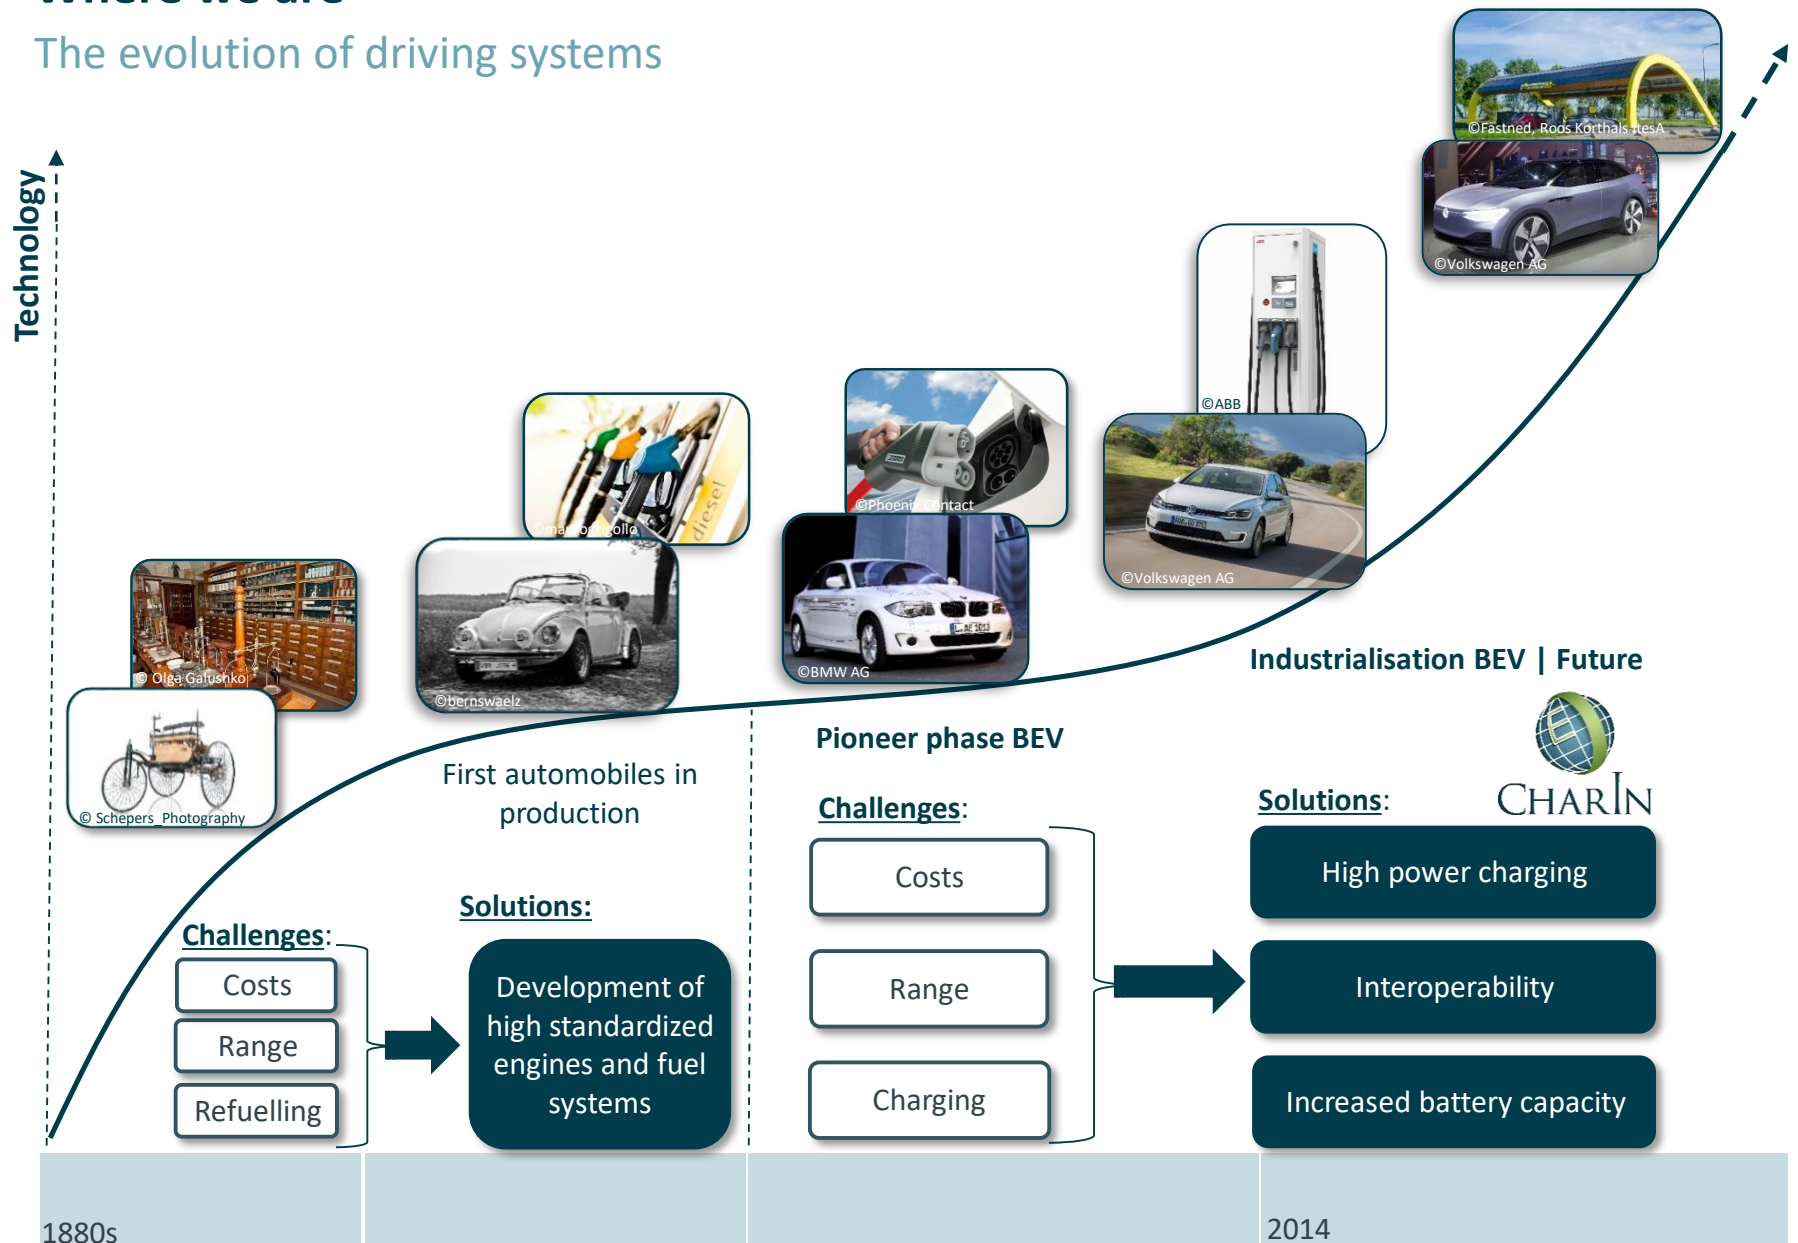 Where we are
The evolution of driving systems
Technology
©Fastned, Roos Korthals
©Volkswagen AG
©ABB
©Volkswagen AG
diesel
©Phoenix Contact
©BMW AG
©bernswaelz
© Olga Galushko
© Schepers_Photography
First automobiles in
production
Pioneer phase BEV
Industrialisation BEV | Future
CHARIN
Challenges:
Costs
Range
Refuelling
Solutions:
Development of
high standardized
engines and fuel
systems
Challenges:
Costs
Range
Charging
Solutions:
High power charging
Interoperability
Increased battery capacity
1880s
2014